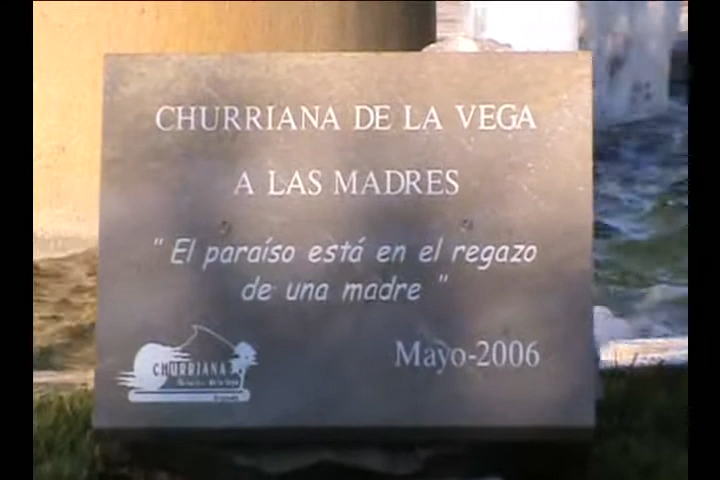 CHURRIANA DE LA VEGA
A LAS MADRES
" El paraíso está en el regazo
de una madre "
CHURRIANA
Mayo-2006